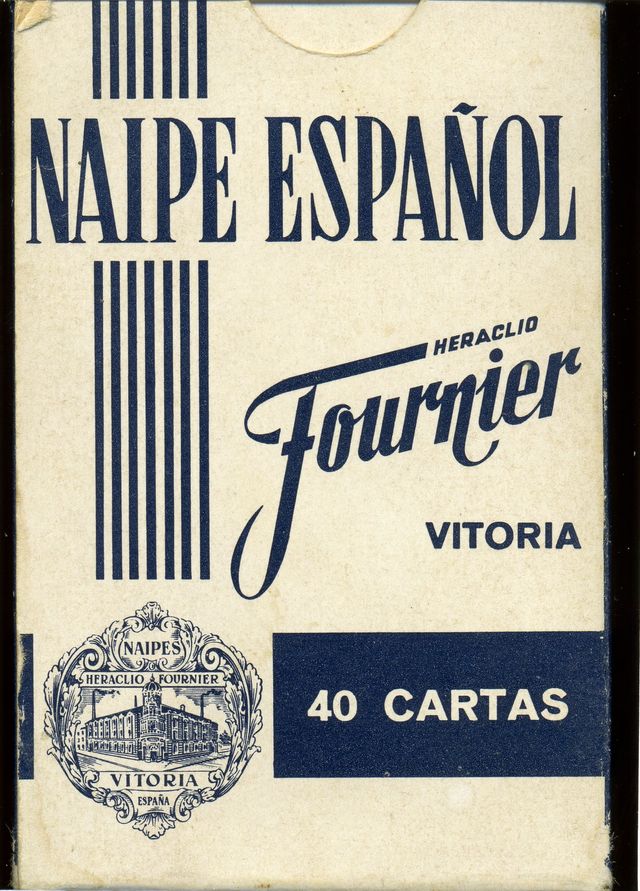 NAIPE ESPAÑOL
HERACLIO
Fournier
VITORIA
40 CARTAS
NAIPES
HERACLIO FOURNIER
VITORIA
ESPAÑA